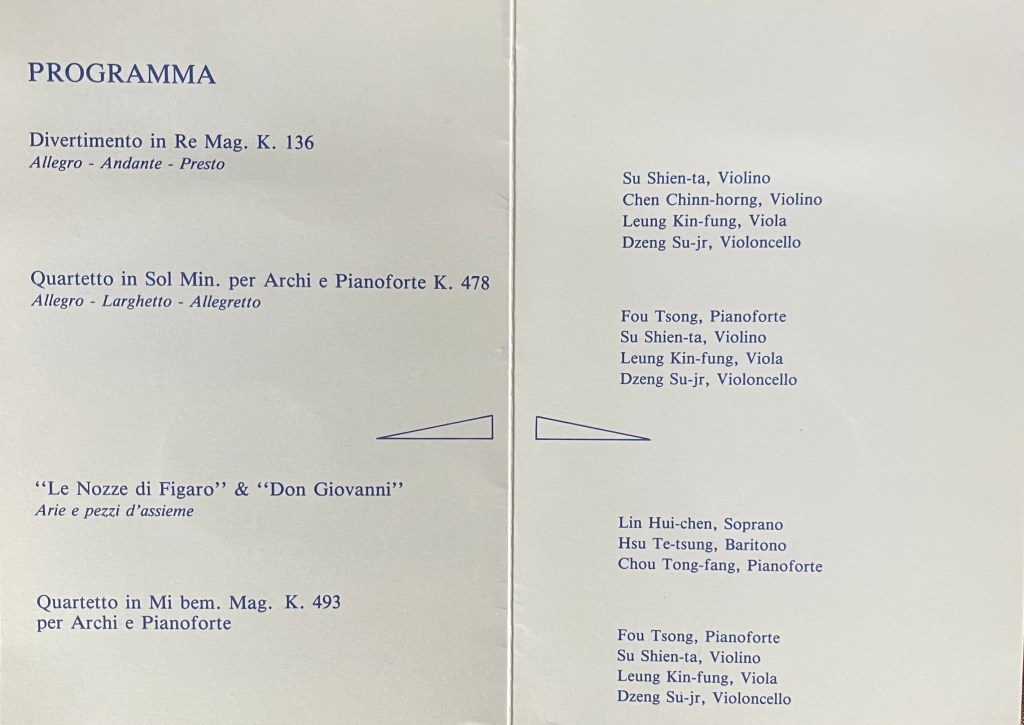 PROGRAMMA
Divertimento in Re Mag. K. 136
Allegro - Andante - Presto
Su Shien-ta, Violino
Chen Chinn-horng, Violino
Leung Kin-fung, Viola
Dzeng Su-jr, Violoncello
Quartetto in Sol Min. per Archi e Pianoforte K. 478
Allegro - Larghetto - Allegretto
Fou Tsong, Pianoforte
Su Shien-ta, Violino
Leung Kin-fung, Viola
Dzeng Su-jr, Violoncello
‘‘Le Nozze di Figaro’’ & ‘‘Don Giovanni’’
Arie e pezzi d’assieme
Lin Hui-chen, Soprano
Hsu Te-tsung, Baritono
Chou Tong-fang, Pianoforte
Quartetto in Mi bem. Mag. K. 493
per Archi e Pianoforte
Fou Tsong, Pianoforte
Su Shien-ta, Violino
Leung Kin-fung, Viola
Dzeng Su-jr, Violoncello